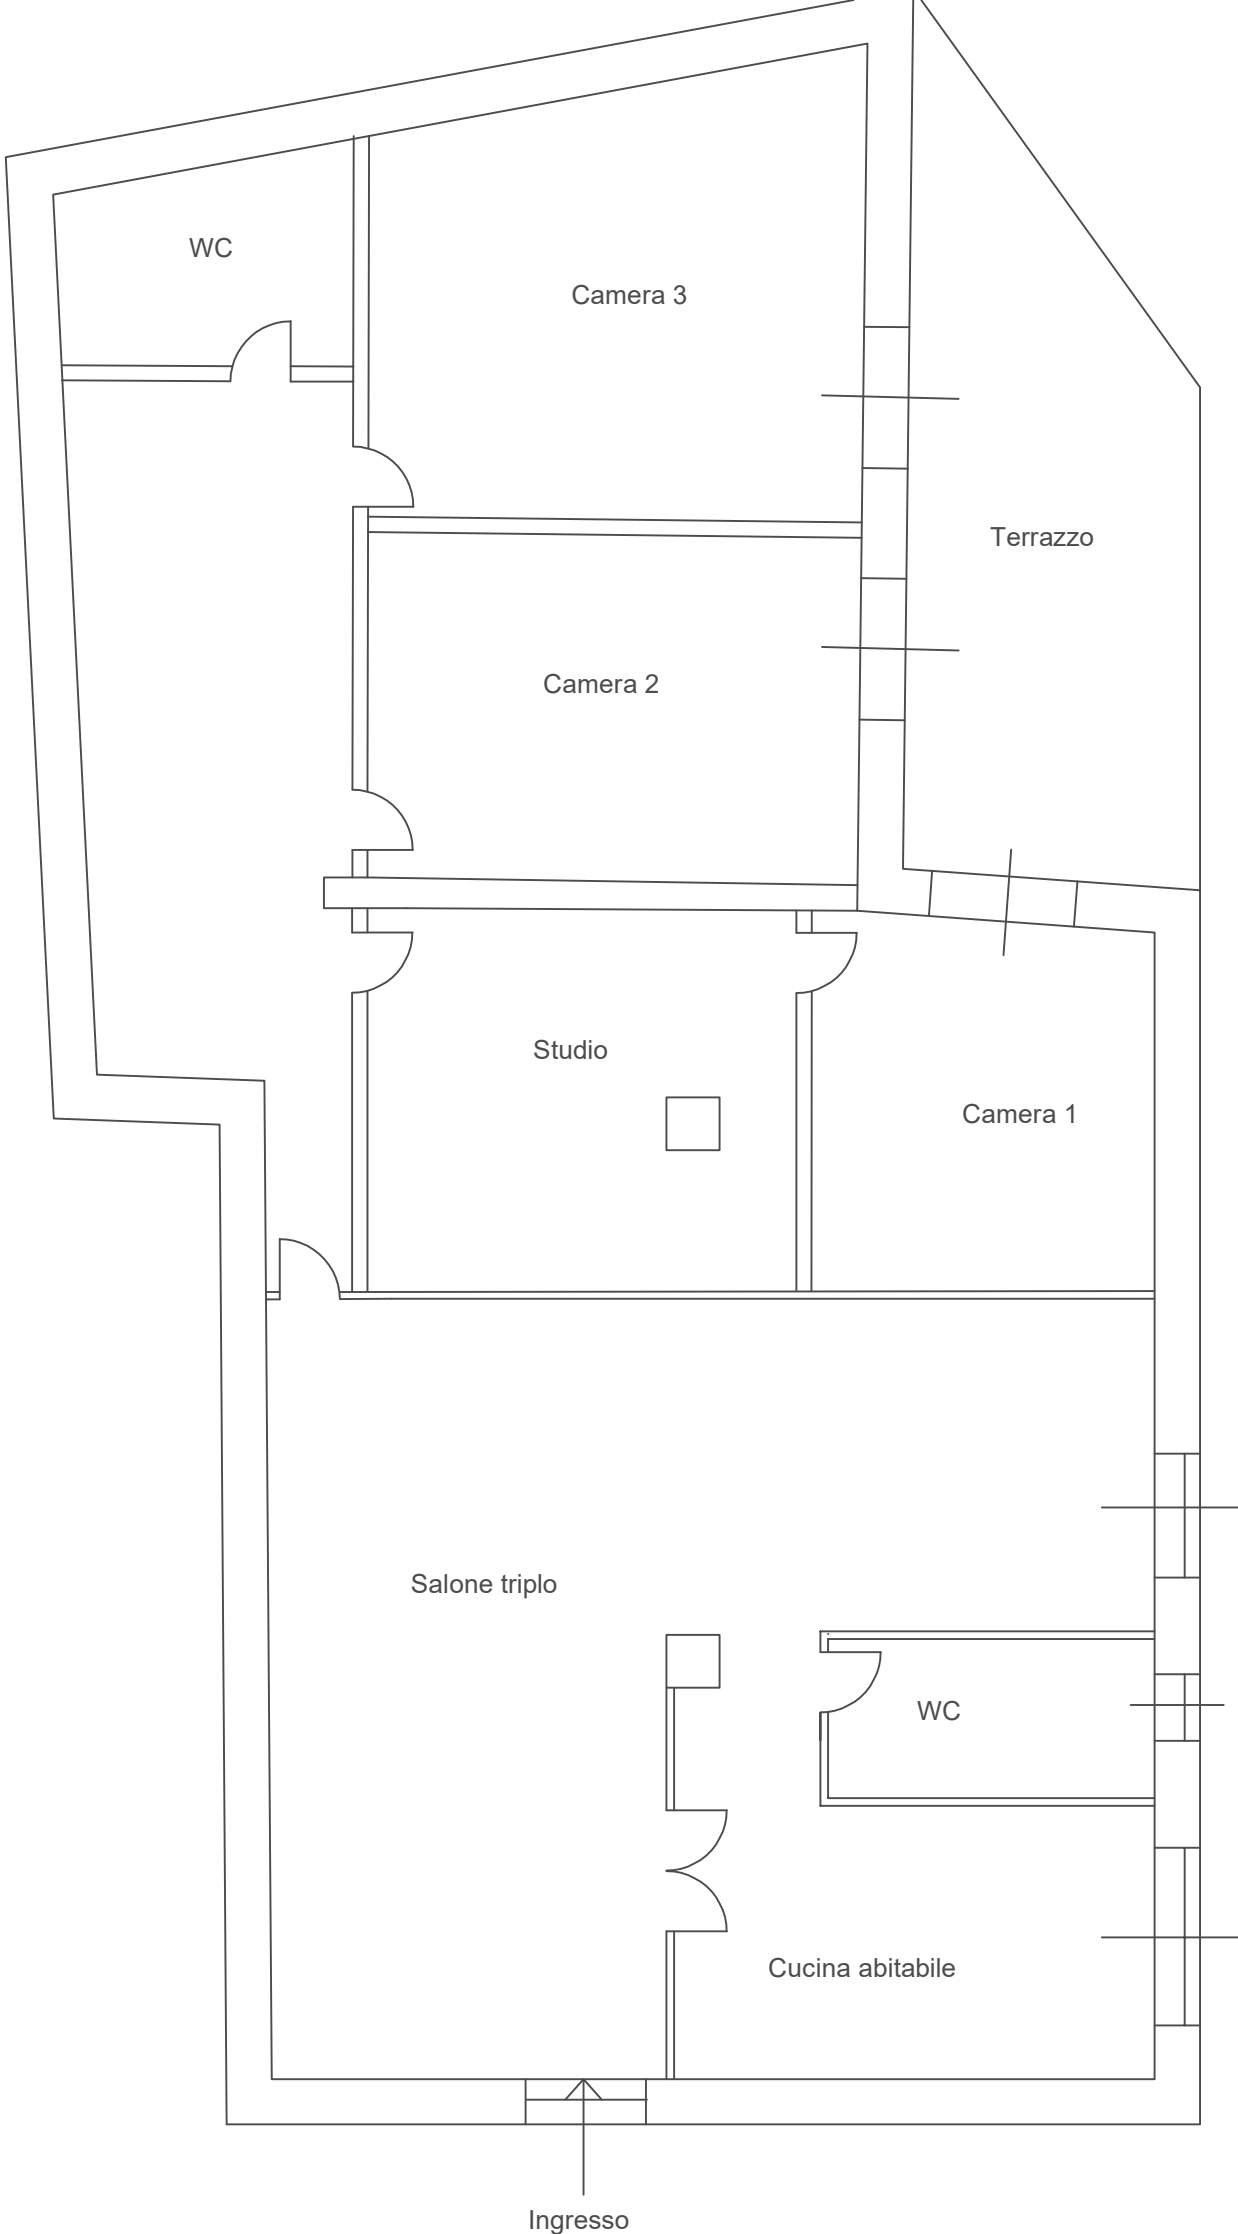 WC
Camera 3
Terrazzo
Camera 2
Studio
Camera 1
Salone triplo
WC
Cucina abitabile
Ingresso